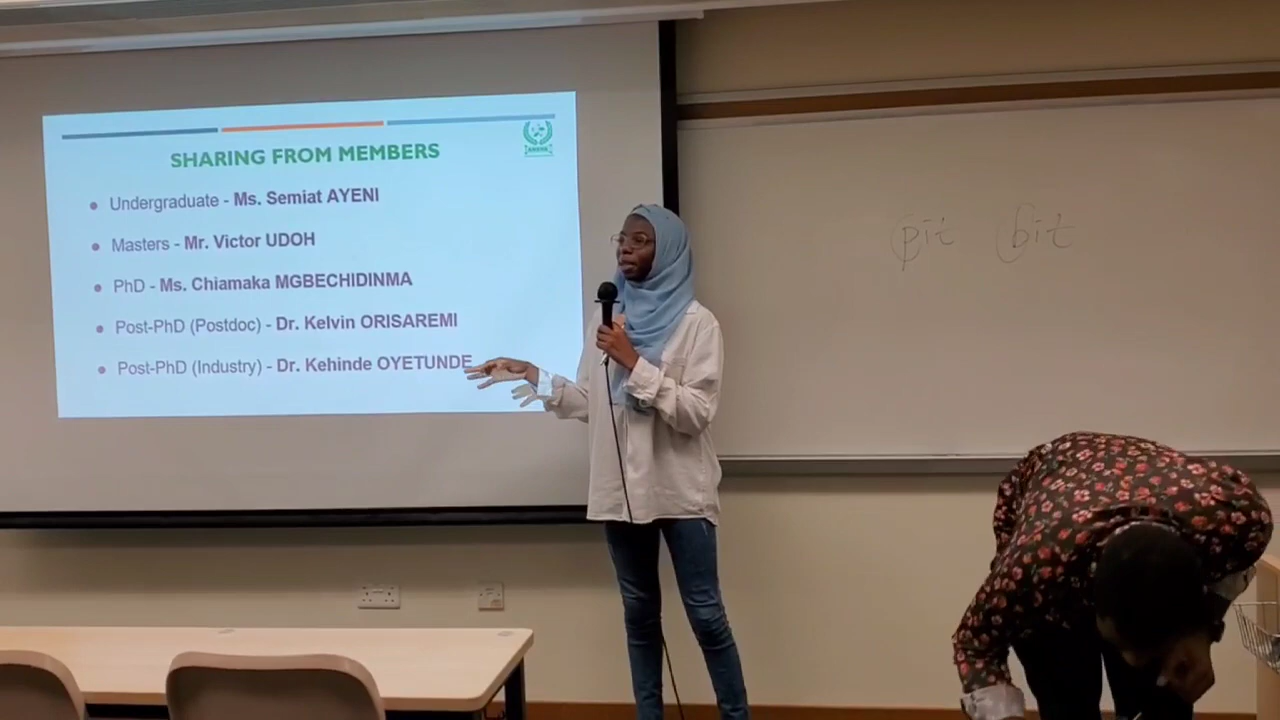 SHARING FROM MEMBERS
Undergraduate - Ms. Semiat AYENI
Masters - Mr. Victor UDOH
PhD - Ms. Chiamaka MGBECHIDINMA
Post-PhD (Postdoc) - Dr. Kelvin ORISAREMI
Post-PhD (Industry) - Dr. Kehinde OYETUNDE
pit bit